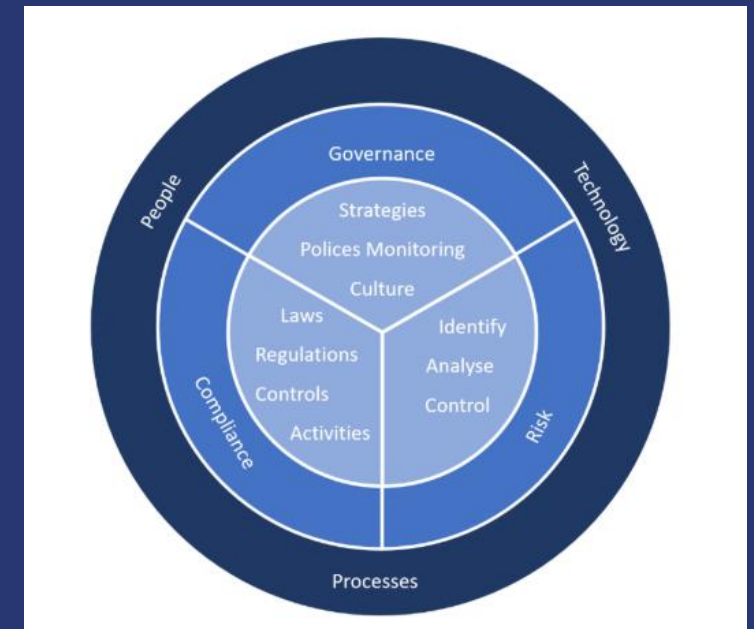 People
Technology
Governance
Strategies
Polices Monitoring
Culture
Laws
Regulations
Controls
Activities
Identify
Analyse
Control
Compliance
Risk
Processes